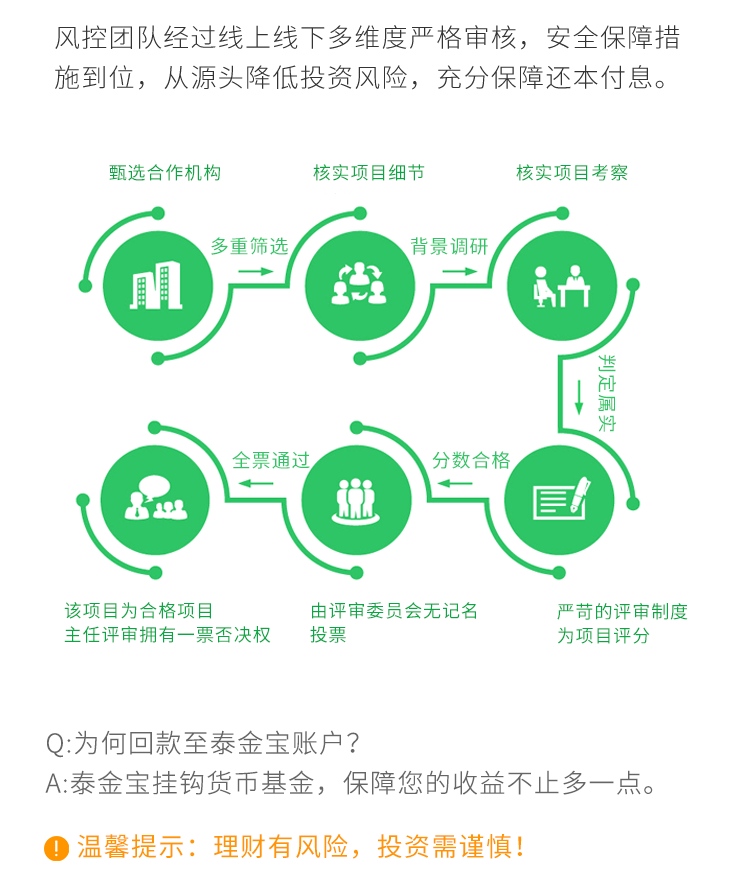 风控团队经过线上线下多维度严格审核，安全保障措
施到位，从源头降低投资风险，充分保障还本付息。
甄选合作机构
核实项目细节
核实项目考察
多重筛选
背景调研
判定属实
全票通过
分数合格
该项目为合格项目
主任评审拥有一票否决权
由评审委员会无记名
投票
严苛的评审制度
为项目评分
Q:为何回款至泰金宝账户？
A:泰金宝挂钩货币基金，保障您的收益不止多一点。
! 温馨提示：理财有风险，投资需谨慎！